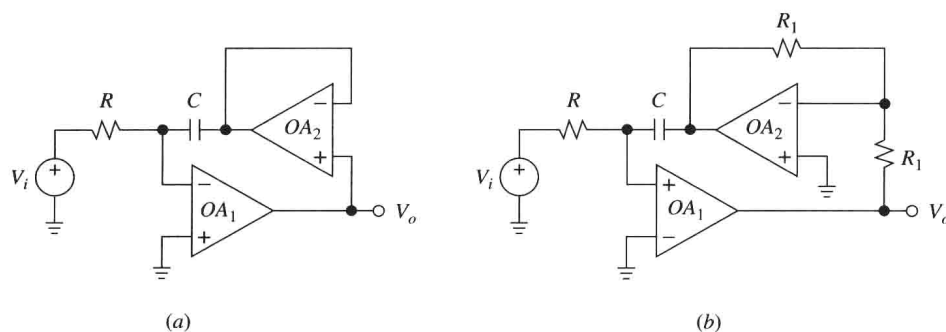 R
C
OA₂
−
+
Vᵢ
+
−
OA₁
+
Vₒ
(a)
R₁
R
C
OA₂
−
+
R₁
Vᵢ
+
+
OA₁
−
Vₒ
(b)